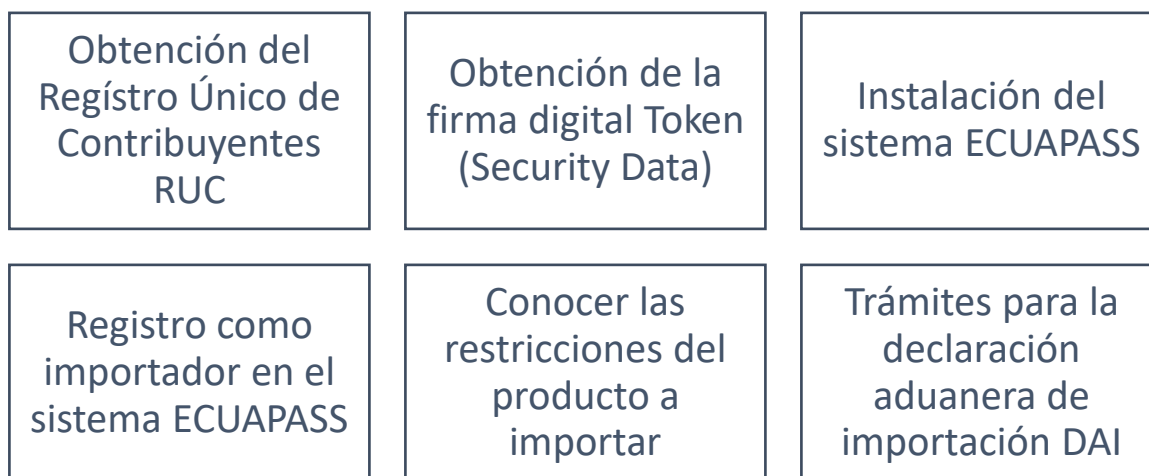 Obtención del
Regístro Único de
Contribuyentes
RUC
Obtención de la
firma digital Token
(Security Data)
Instalación del
sistema ECUAPASS
Registro como
importador en el
sistema ECUAPASS
Conocer las
restricciones del
producto a
importar
Trámites para la
declaración
aduanera de
importación DAI